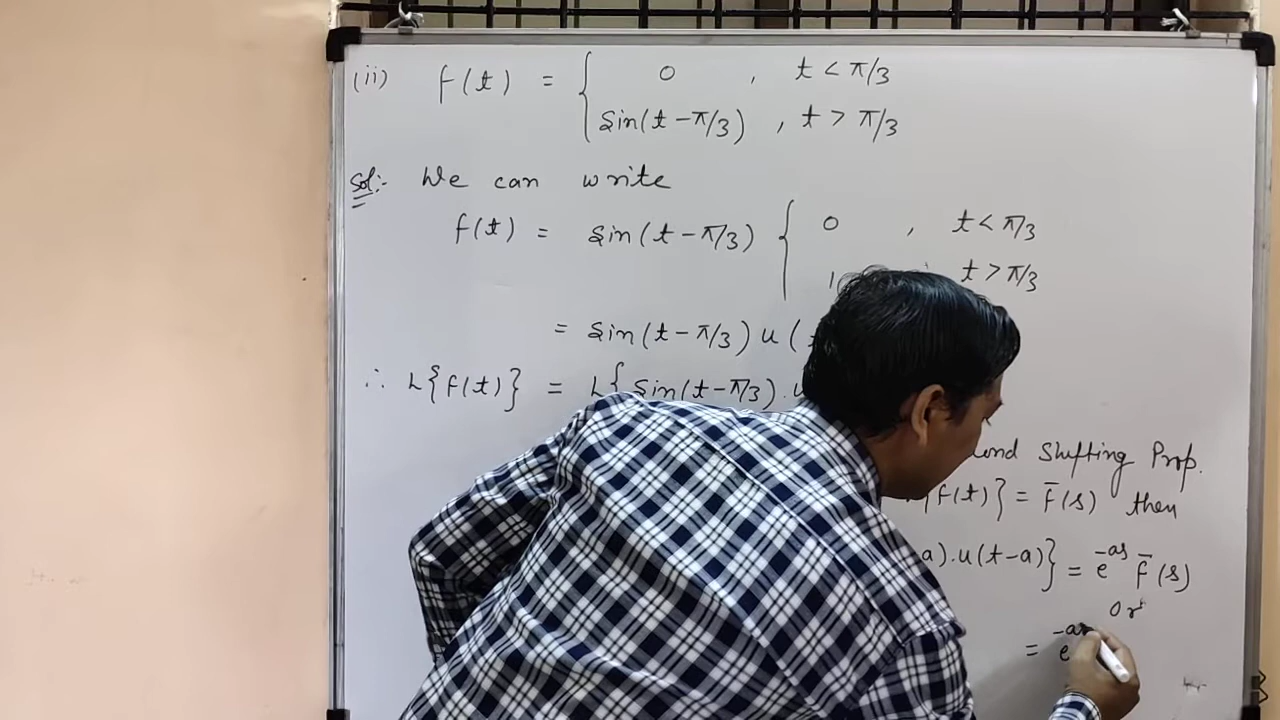 (ii) f(t) = { 0 , t < π/3
sin(t-π/3) , t > π/3
Sol:- We can write
f(t) = sin(t-π/3) { 0 , t < π/3
1 t > π/3
= sin(t-π/3) u(
∴ L{f(t)} = L{sin(t-π/3).u
Shifting Prop.
{f(t)} = f̄(s) then
a).u(t-a)} = e^-as f̄(s)
Or
= e^-as